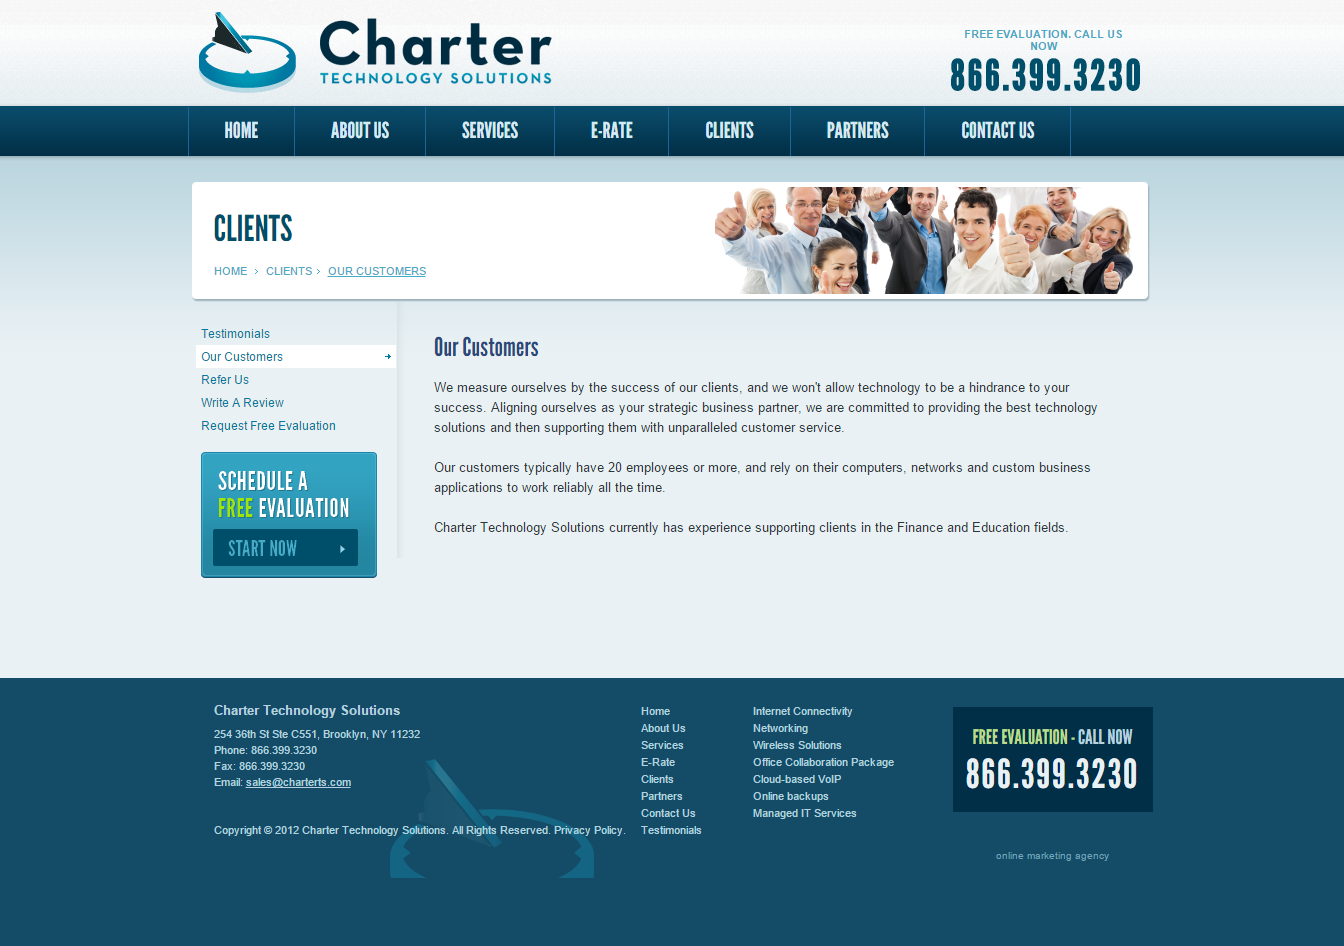 Charter
TECHNOLOGY SOLUTIONS
FREE EVALUATION. CALL US
NOW
866.399.3230
HOME
ABOUT US
SERVICES
E-RATE
CLIENTS
PARTNERS
CONTACT US
CLIENTS
HOME > CLIENTS > OUR CUSTOMERS
Testimonials
Our Customers
Refer Us
Write A Review
Request Free Evaluation
SCHEDULE A
FREE EVALUATION
START NOW
Our Customers
We measure ourselves by the success of our clients, and we won't allow technology to be a hindrance to your
success. Aligning ourselves as your strategic business partner, we are committed to providing the best technology
solutions and then supporting them with unparalleled customer service.
Our customers typically have 20 employees or more, and rely on their computers, networks and custom business
applications to work reliably all the time.
Charter Technology Solutions currently has experience supporting clients in the Finance and Education fields.
Charter Technology Solutions
254 36th St Ste C551, Brooklyn, NY 11232
Phone: 866.399.3230
Fax: 866.399.3230
Email: sales@charterts.com
Copyright © 2012 Charter Technology Solutions. All Rights Reserved. Privacy Policy.
Home
About Us
Services
E-Rate
Clients
Partners
Contact Us
Testimonials
Internet Connectivity
Networking
Wireless Solutions
Office Collaboration Package
Cloud-based VoIP
Online backups
Managed IT Services
FREE EVALUATION - CALL NOW
866.399.3230
online marketing agency